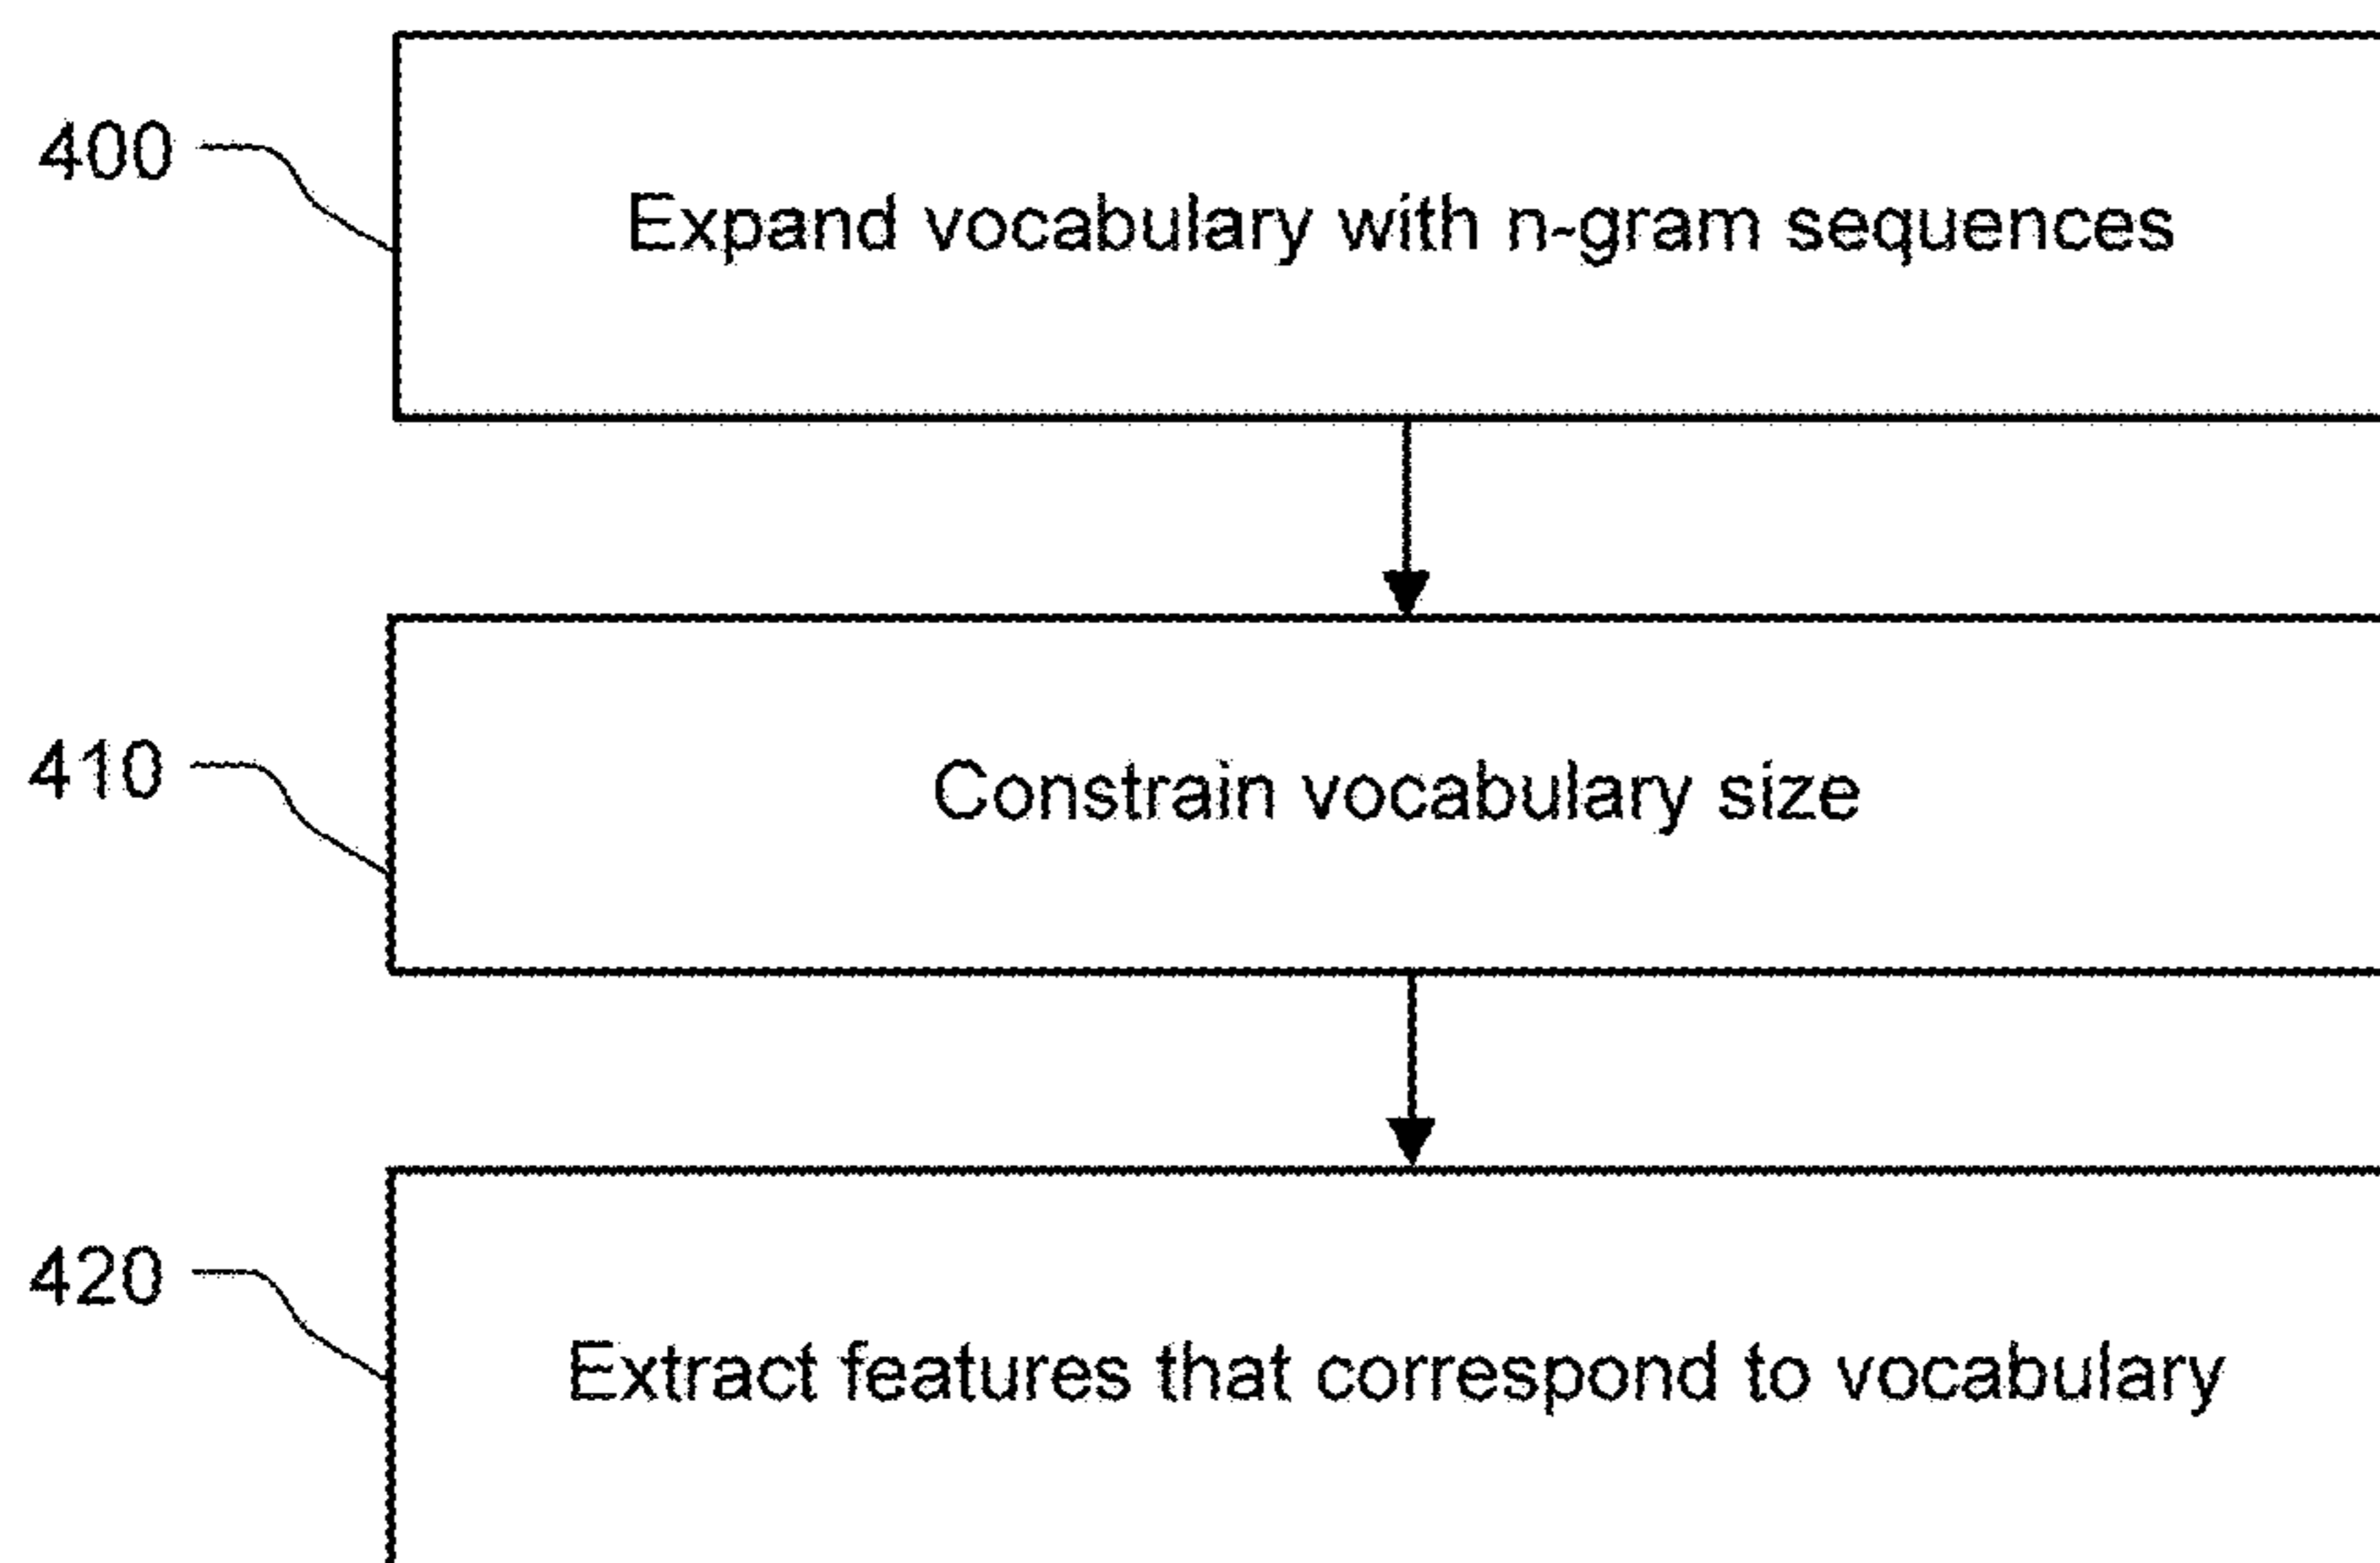 400
Expand vocabulary with n-gram sequences
410
Constrain vocabulary size
420
Extract features that correspond to vocabulary